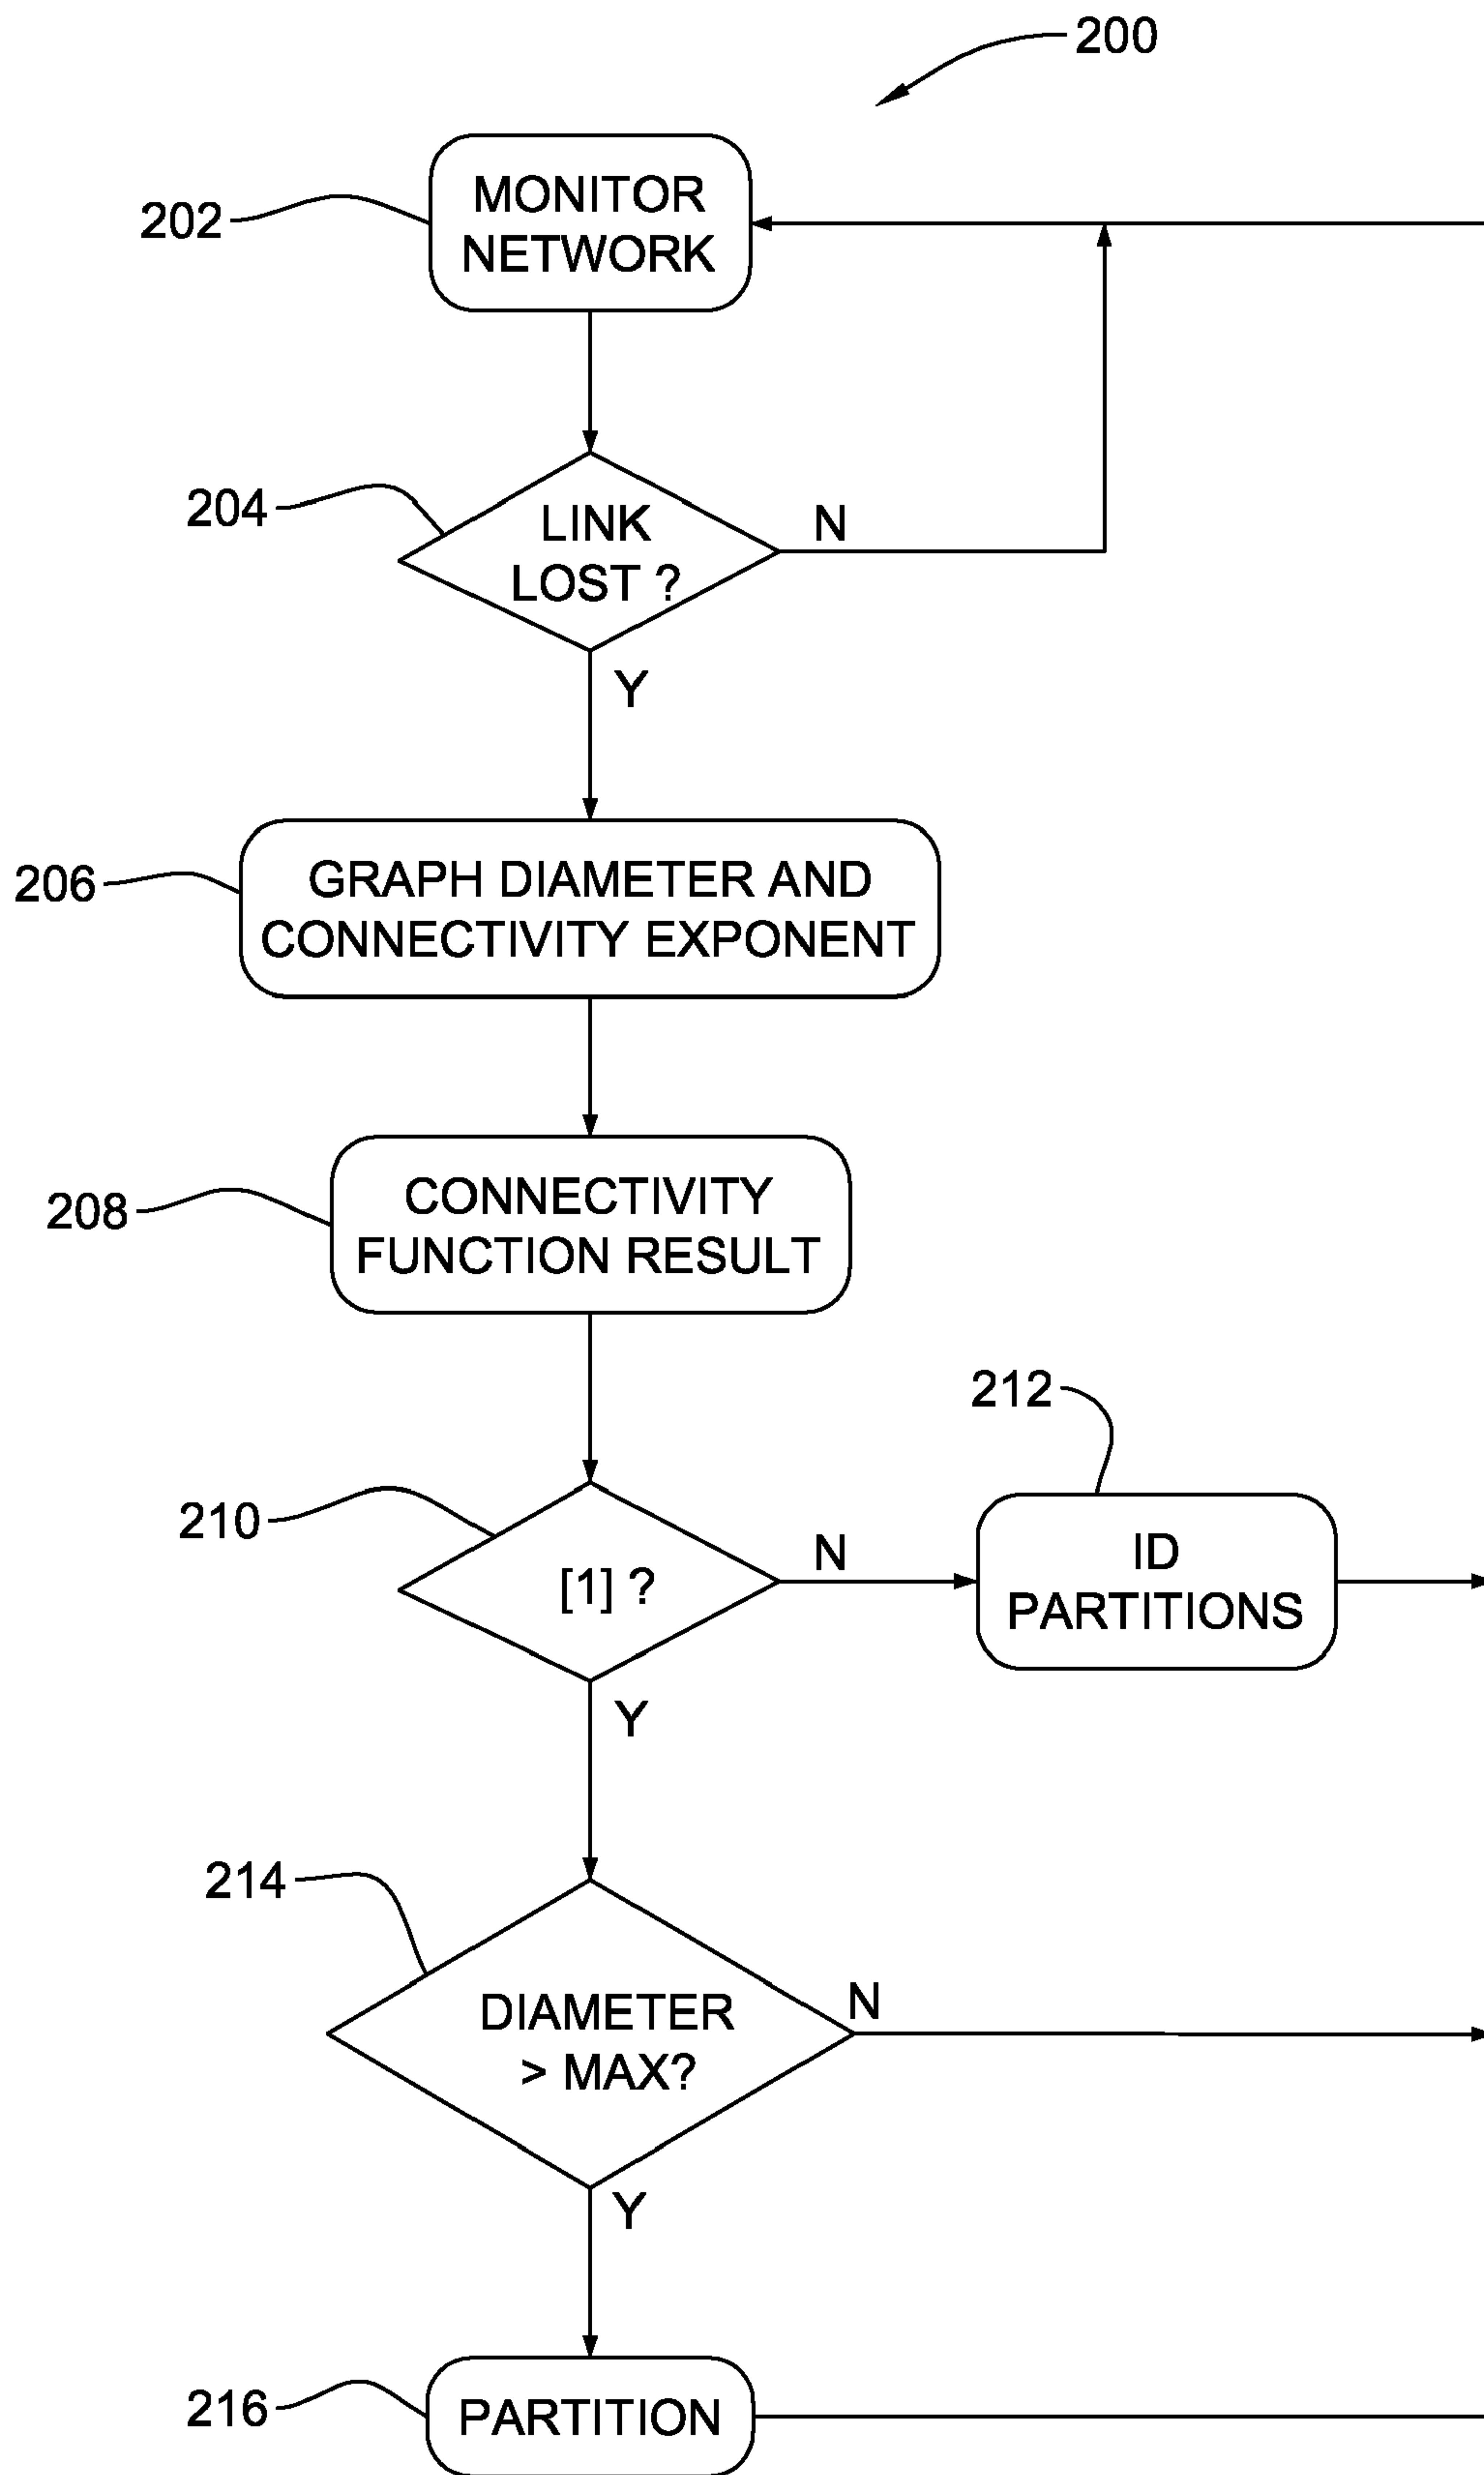 200
202
MONITOR
NETWORK
204
LINK
LOST ?
N
Y
206
GRAPH DIAMETER AND
CONNECTIVITY EXPONENT
208
CONNECTIVITY
FUNCTION RESULT
212
210
[1] ?
N
ID
PARTITIONS
Y
214
DIAMETER
> MAX?
N
Y
216
PARTITION